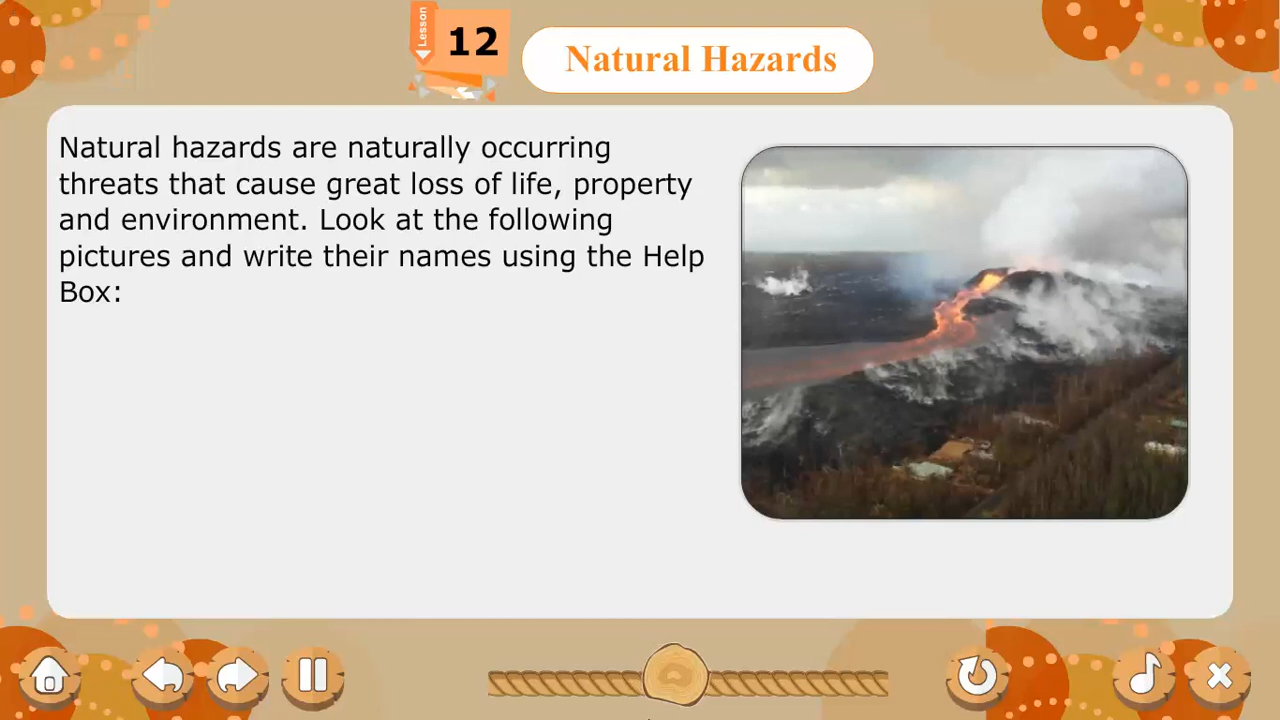 Lesson
12
Natural Hazards
Natural hazards are naturally occurring
threats that cause great loss of life, property
and environment. Look at the following
pictures and write their names using the Help
Box: